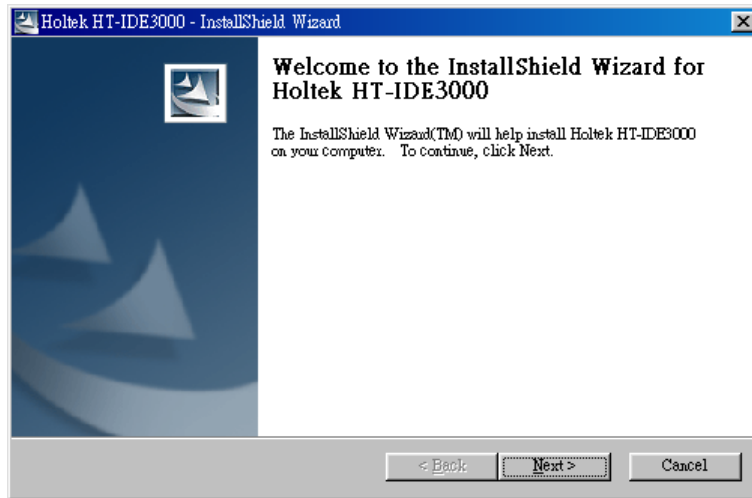 Holtek HT-IDE3000 - InstallShield Wizard
Welcome to the InstallShield Wizard for
Holtek HT-IDE3000
The InstallShield Wizard(TM) will help install Holtek HT-IDE3000
on your computer. To continue, click Next.
< Back
Next >
Cancel